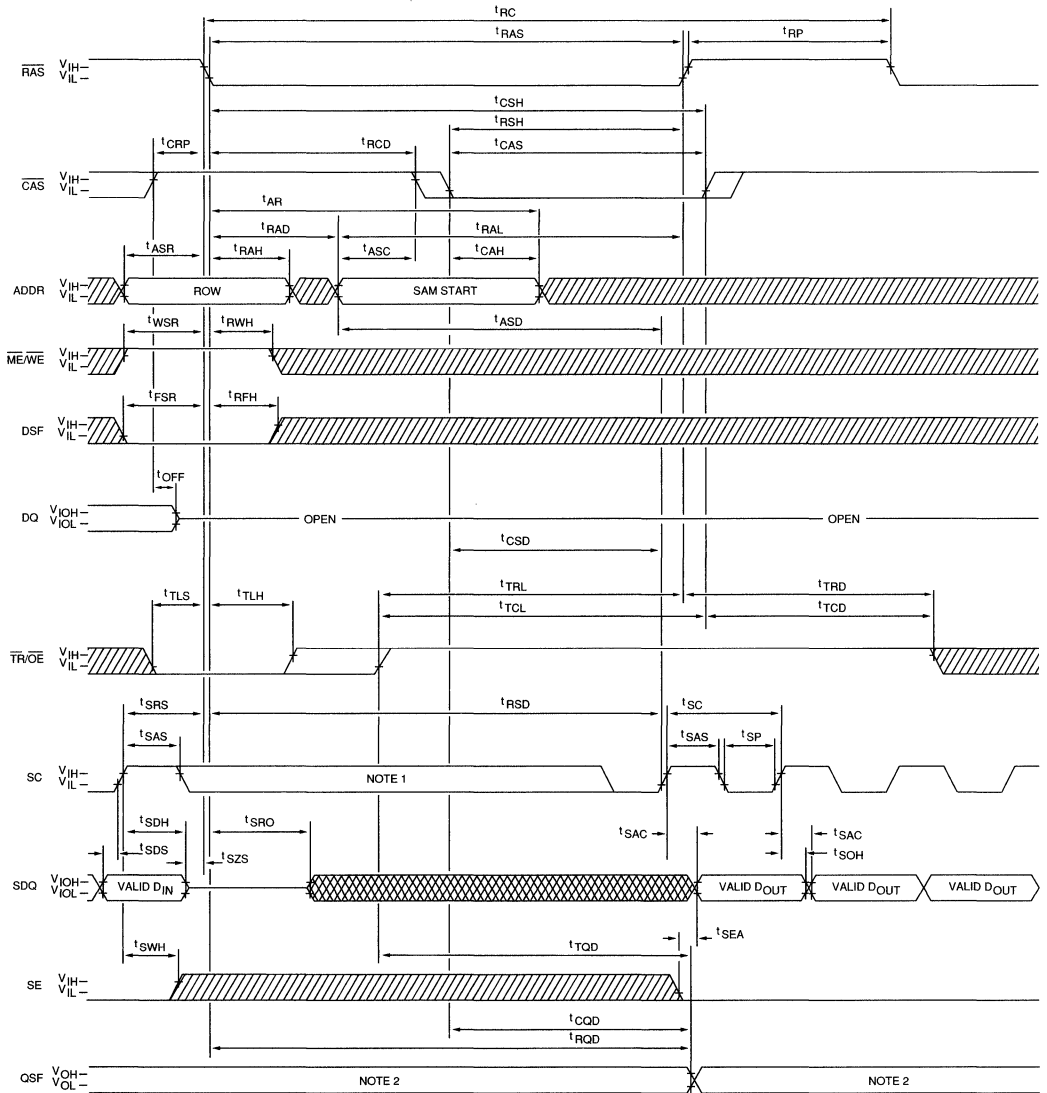 tRC
tRAS
tRP
RAS VIH– VIL–
tCSH
tRSH
tCRP
tRCD
tCAS
CAS VIH– VIL–
tAR
tRAD
tRAL
tASR
tRAH
tASC
tCAH
ADDR VIH– VIL–
ROW
SAM START
tASD
tWSR
tRWH
ME/WE VIH– VIL–
tFSR
tRFH
DSF VIH– VIL–
tOFF
DQ VIOH– VIOL–
OPEN
OPEN
tCSD
tTRL
tTRD
tTLS
tTLH
tTCL
tTCD
TR/OE VIH– VIL–
tSRS
tRSD
tSC
tSAS
tSAS
tSP
SC VIH– VIL–
NOTE 1
tSDH
tSRO
tSAC
tSAC
tSDS
tSZS
tSOH
SDQ VIOH– VIOL–
VALID DIN
VALID DOUT
VALID DOUT
VALID DOUT
tSEA
tSWH
tTQD
SE VIH– VIL–
tCQD
tRQD
QSF VOH– VOL–
NOTE 2
NOTE 2